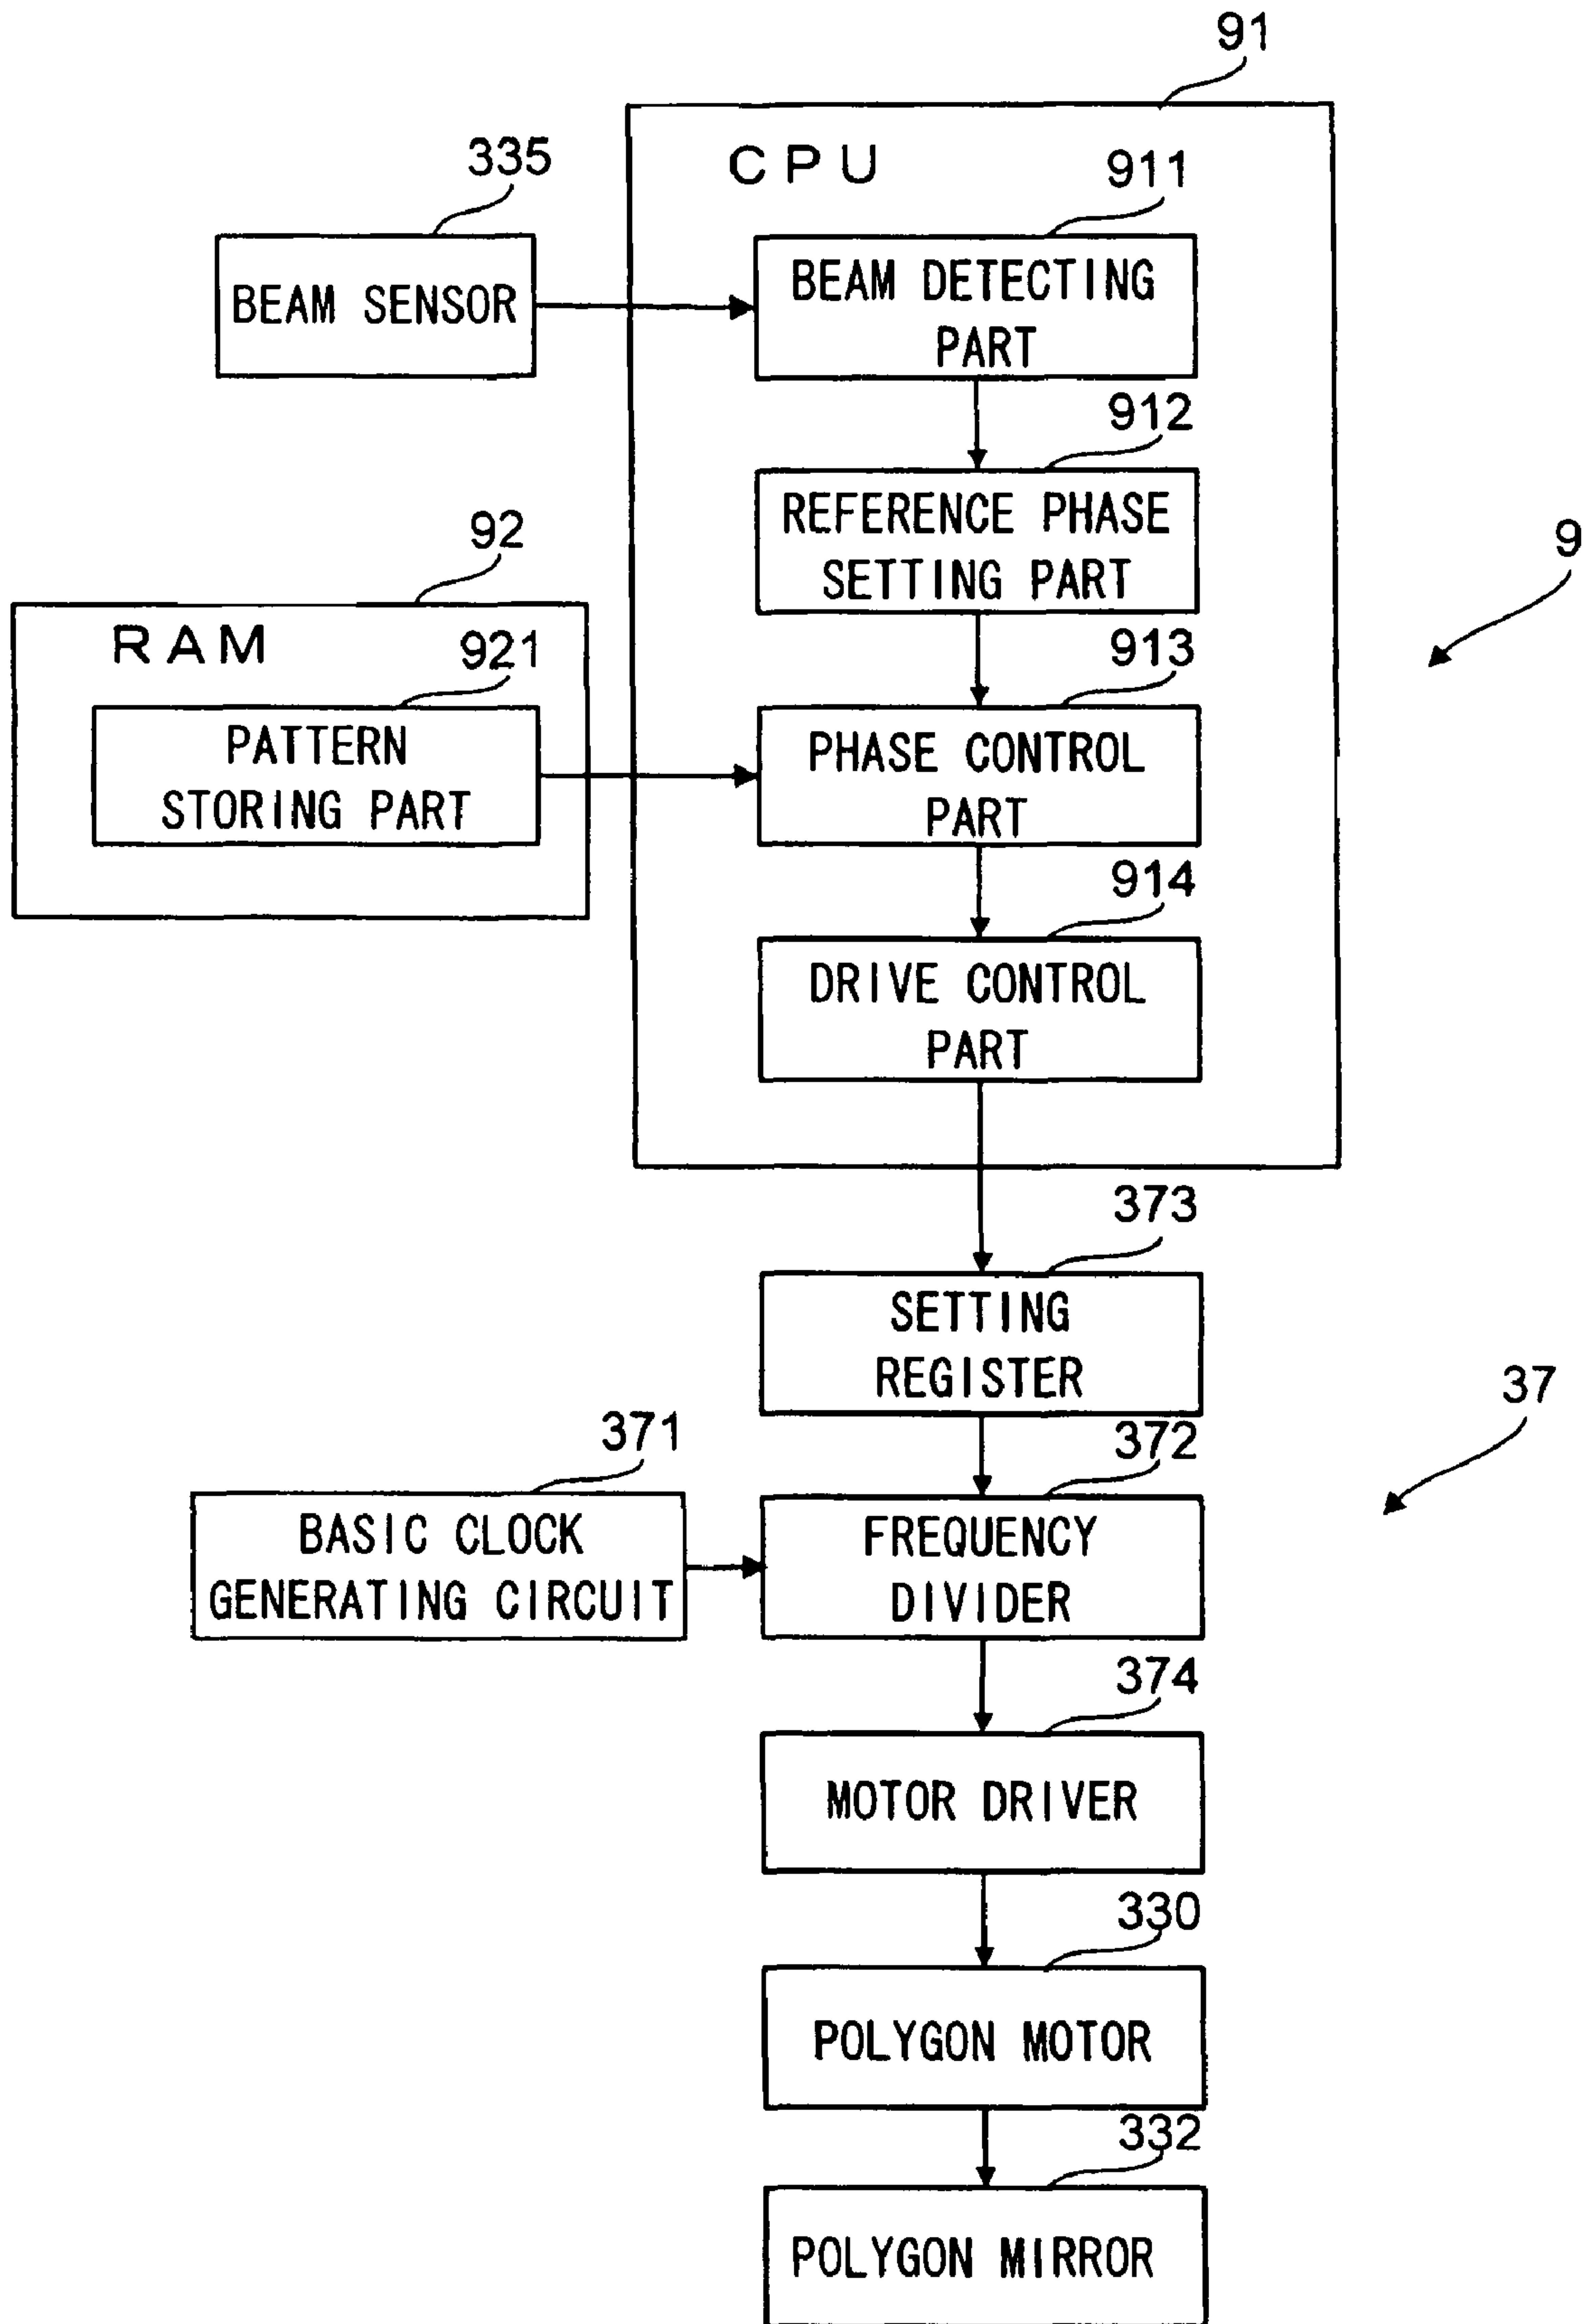 91
CPU
335
911
BEAM SENSOR
BEAM DETECTING
PART
912
REFERENCE PHASE
SETTING PART
9
92
RAM
921
913
PATTERN
STORING PART
PHASE CONTROL
PART
914
DRIVE CONTROL
PART
373
SETTING
REGISTER
37
371
372
BASIC CLOCK
GENERATING CIRCUIT
FREQUENCY
DIVIDER
374
MOTOR DRIVER
330
POLYGON MOTOR
332
POLYGON MIRROR